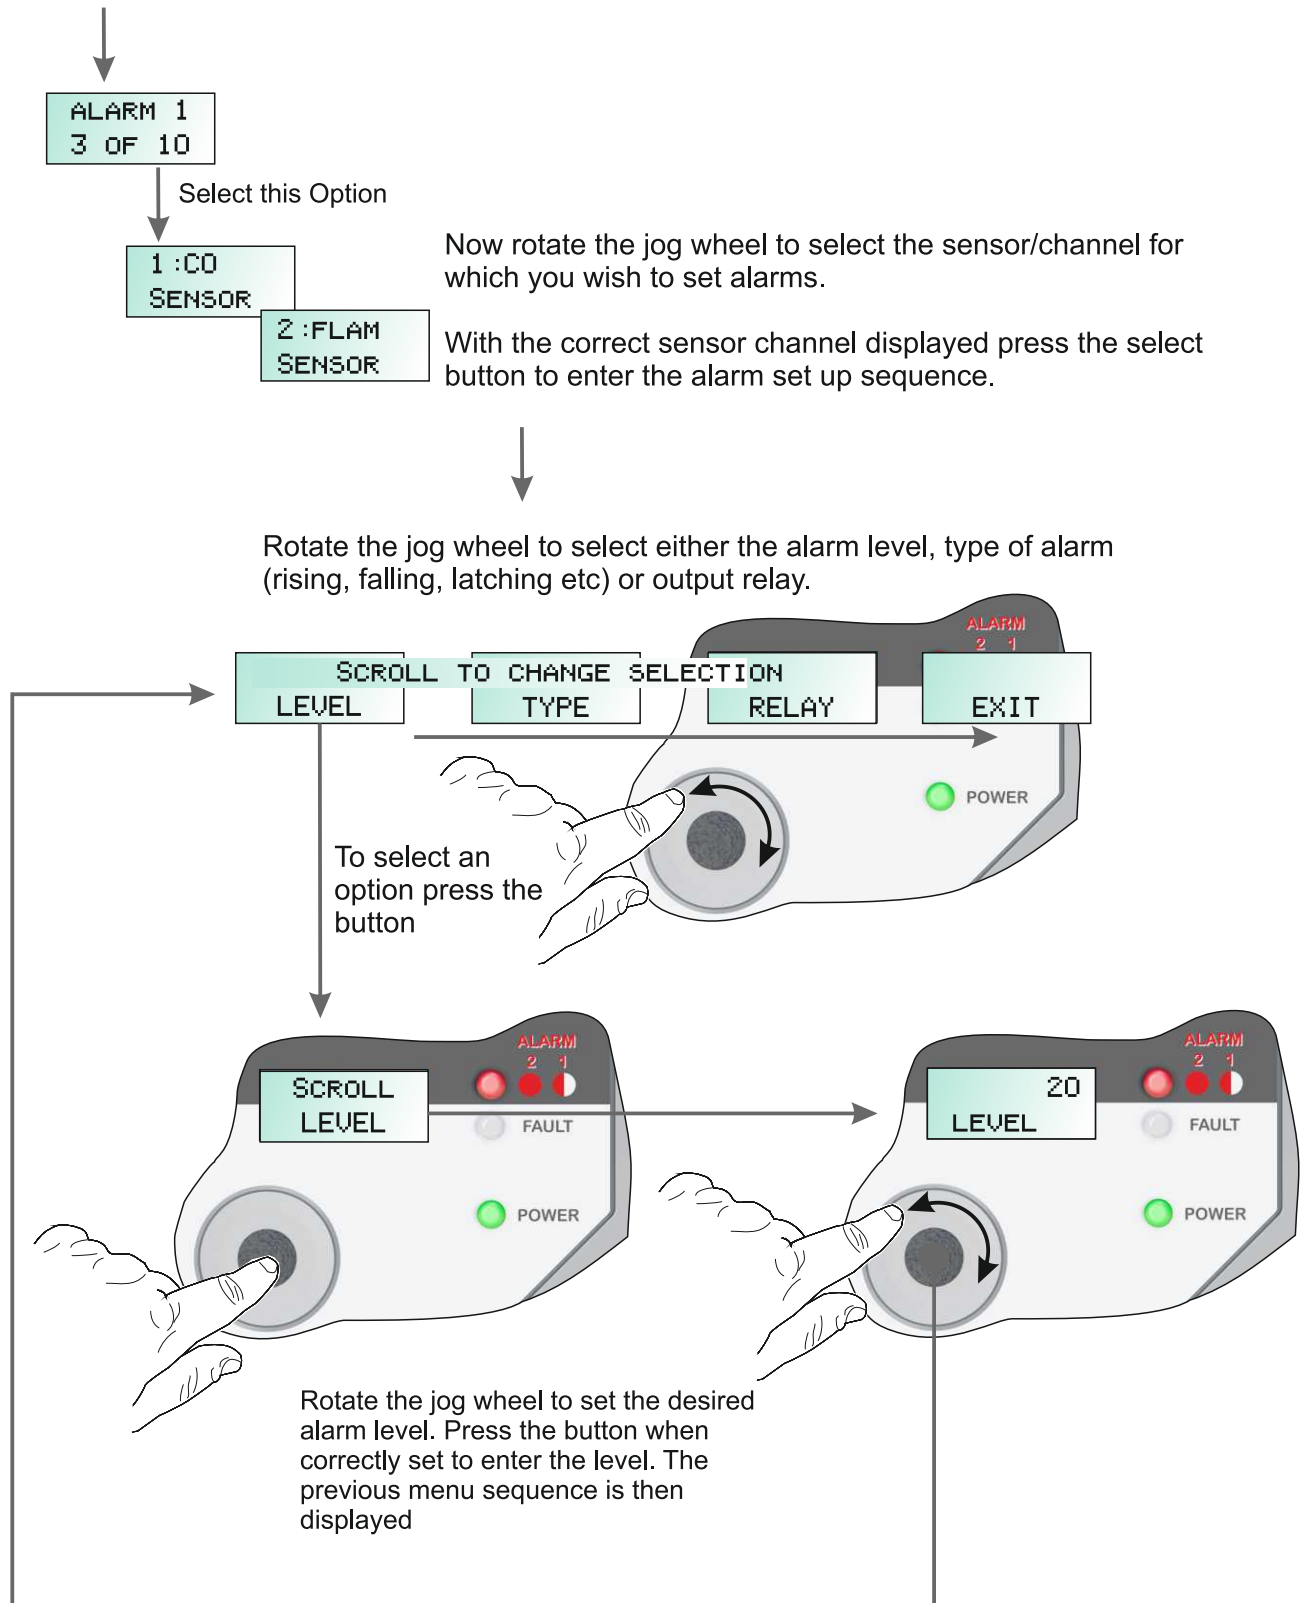 ALARM 1
3 OF 10
Select this Option
1:CO
SENSOR
2:FLAM
SENSOR
Now rotate the jog wheel to select the sensor/channel for
which you wish to set alarms.
With the correct sensor channel displayed press the select
button to enter the alarm set up sequence.
Rotate the jog wheel to select either the alarm level, type of alarm
(rising, falling, latching etc) or output relay.
ALARM
2 1
SCROLL TO CHANGE SELECTION
LEVEL
TYPE
RELAY
EXIT
POWER
To select an
option press the
button
ALARM
2 1
SCROLL
LEVEL
FAULT
POWER
ALARM
2 1
20
LEVEL
FAULT
POWER
Rotate the jog wheel to set the desired
alarm level. Press the button when
correctly set to enter the level. The
previous menu sequence is then
displayed